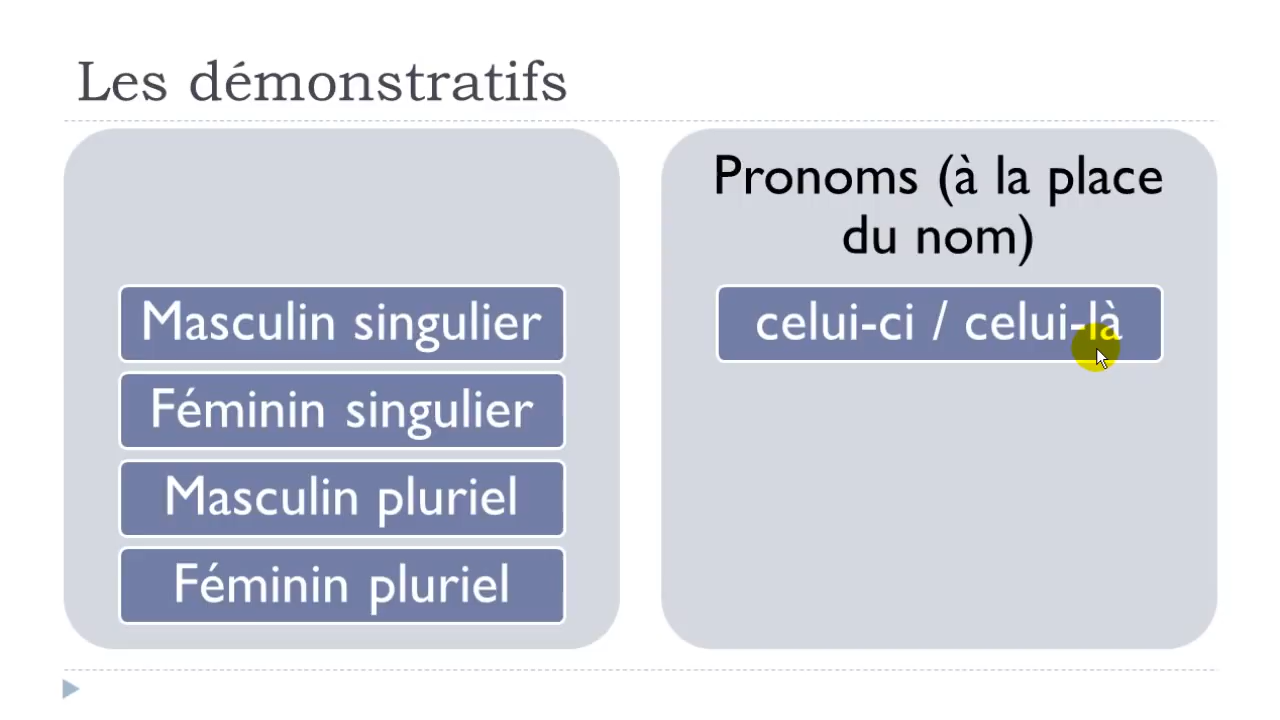 Les démonstratifs
Pronoms (à la place
du nom)
Masculin singulier
celui-ci / celui-là
Féminin singulier
Masculin pluriel
Féminin pluriel